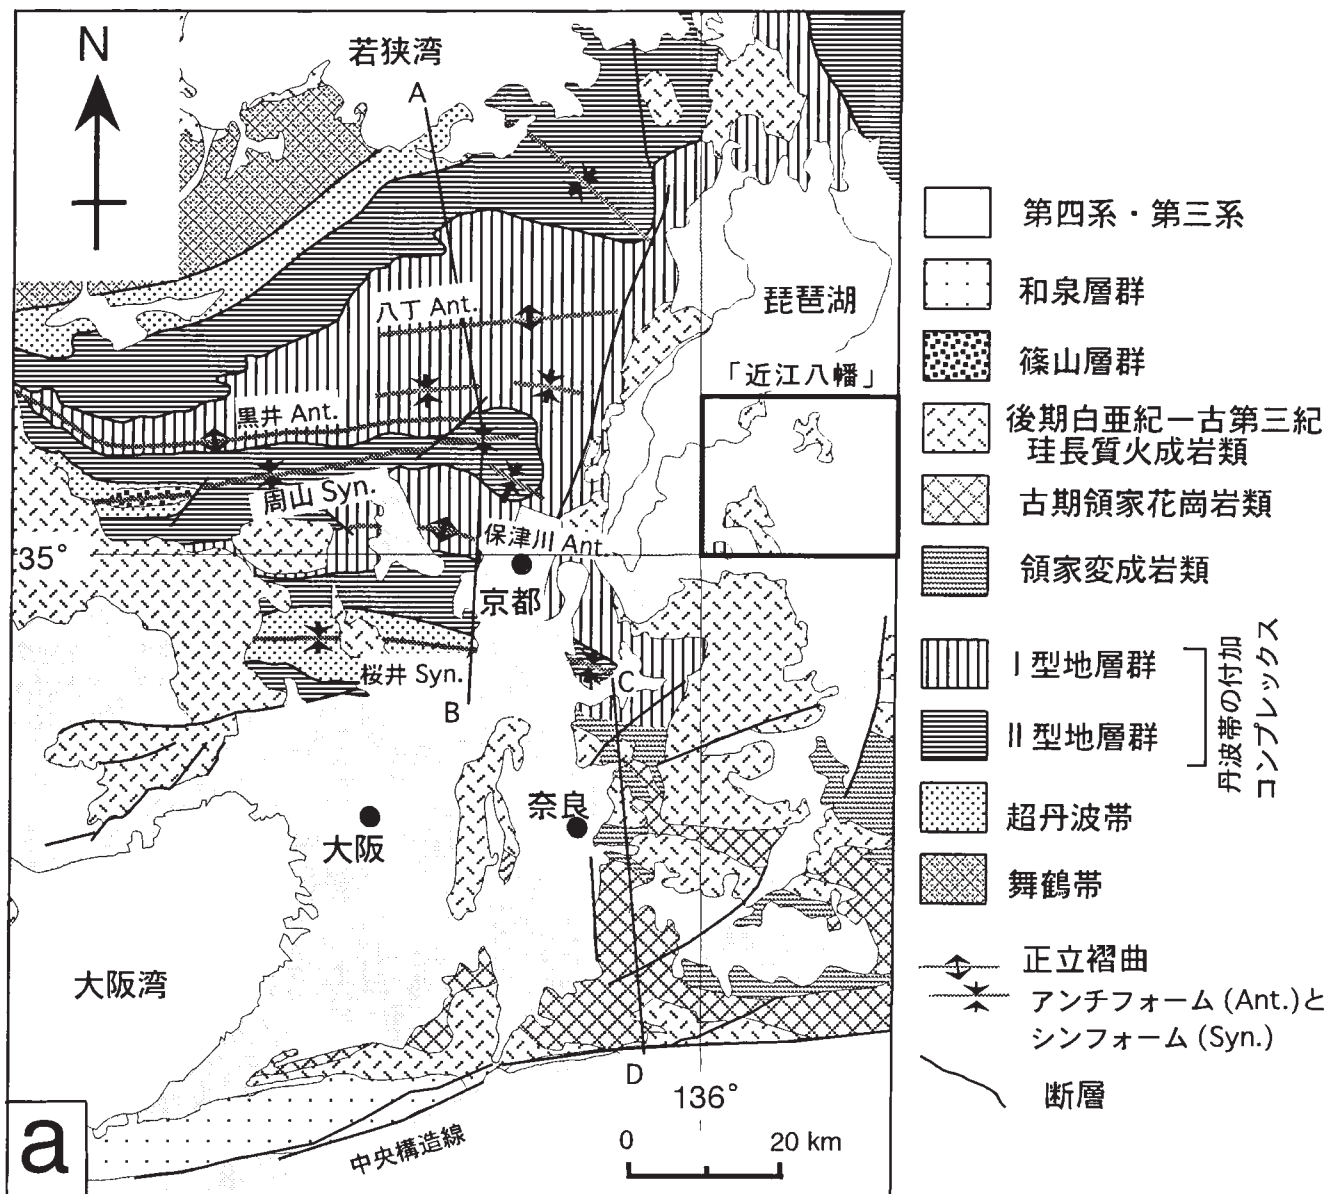 N
若狭湾
A
八丁 Ant.
琵琶湖
「近江八幡」
黒井 Ant.
周山 Syn.
保津川 Ant.
35°
京都
桜井 Syn.
B
C
奈良
大阪
大阪湾
D
136°
0 20 km
中央構造線
a
第四系・第三系
和泉層群
篠山層群
後期白亜紀ー古第三紀
珪長質火成岩類
古期領家花崗岩類
領家変成岩類
I 型地層群
II 型地層群
丹波帯の付加
コンプレックス
超丹波帯
舞鶴帯
正立褶曲
アンチフォーム (Ant.)と
シンフォーム (Syn.)
断層